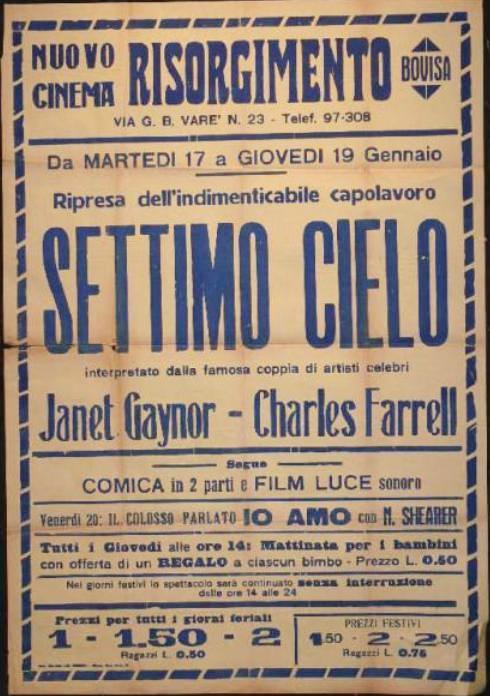 NUOVO
CINEMA
RISORGIMENTO
BOVISA
VIA G. B. VARE' N. 23 - Telef. 97-308
Da MARTEDI 17 a GIOVEDI 19 Gennaio
Ripresa dell'indimenticabile capolavoro
SETTIMO CIELO
interpretato dalla famosa coppia di artisti celebri
Janet Gaynor - Charles Farrell
Segue
COMICA in 2 parti e FILM LUCE sonoro
Venerdi 20: IL COLOSSO PARLATO IO AMO con N. SHEARER
Tutti i Giovedi alle ore 14: Mattinata per i bambini
con offerta di un REGALO a ciascun bimbo - Prezzo L. 0.50
Nei giorni festivi lo spettacolo sarà continuato senza interruzione
dalle ore 14 alle 24
Prezzi per tutti i giorni feriali
1 - 1,50 - 2
Ragazzi L. 0.50
PREZZI FESTIVI
1,50 - 2 - 2,50
Ragazzi L. 0.75